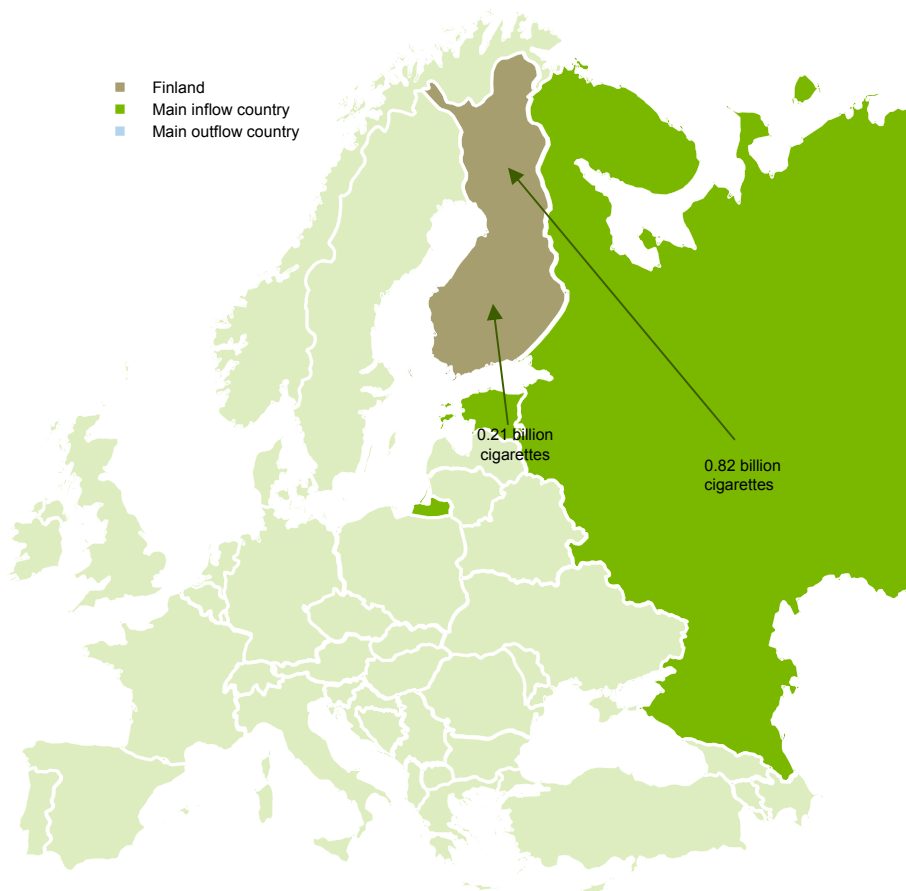 Finland
Main inflow country
Main outflow country
0.21 billion
cigarettes
0.82 billion
cigarettes